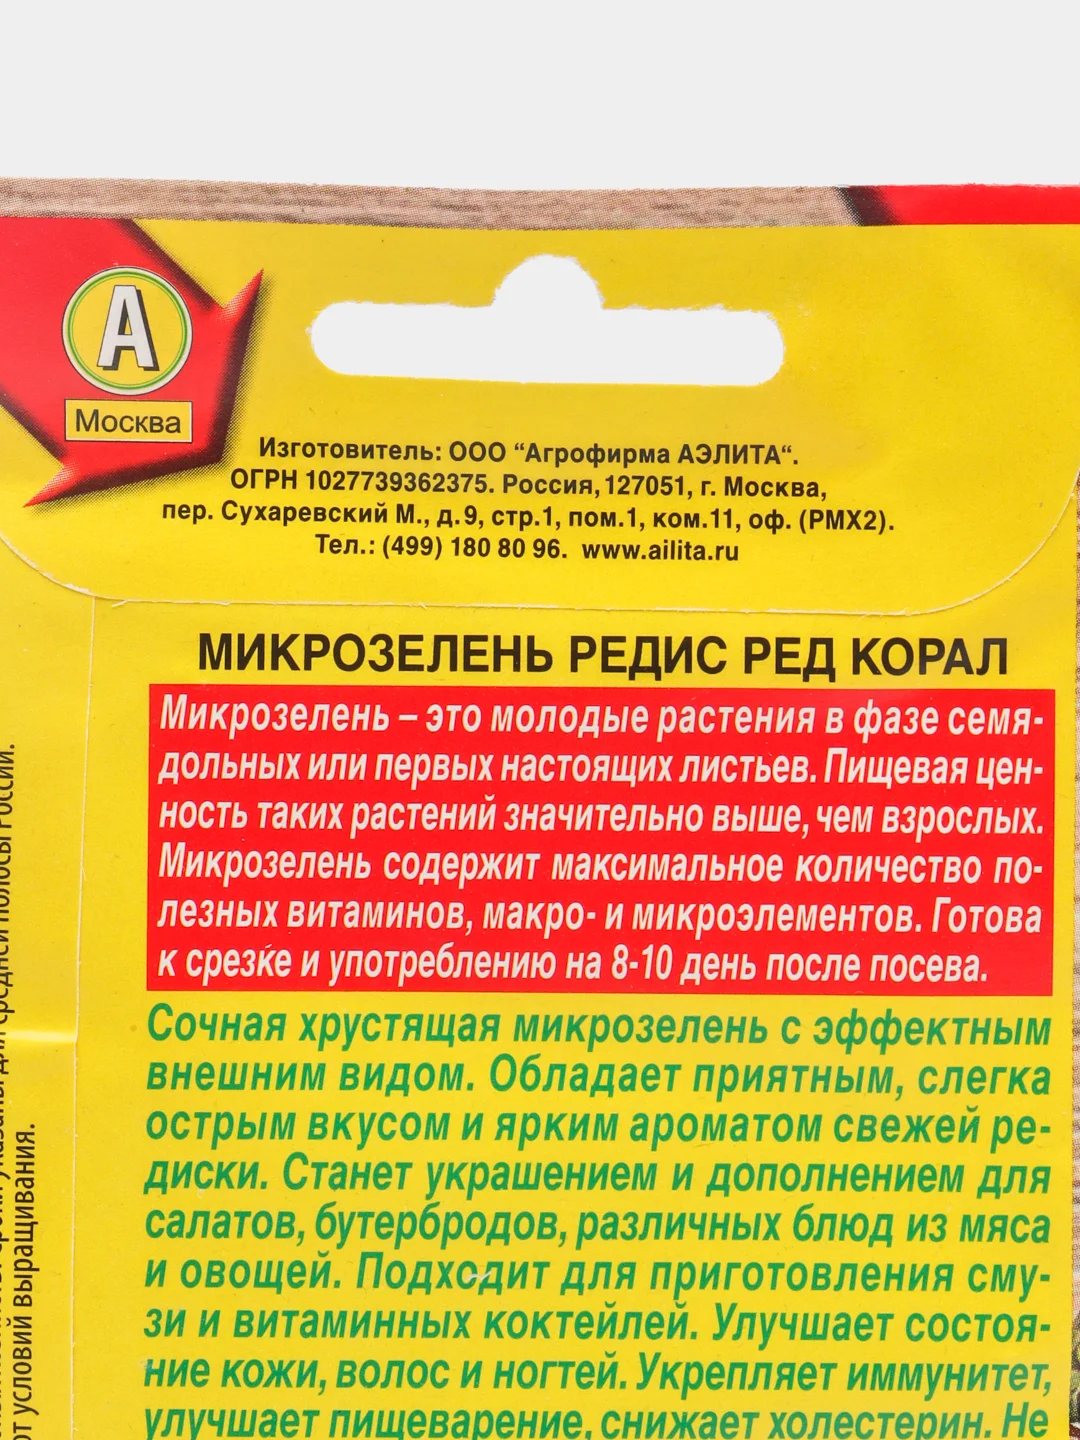 А
Москва
Изготовитель: ООО “Агрофирма АЭЛИТА“.
ОГРН 1027739362375. Россия, 127051, г. Москва,
пер. Сухаревский М., д.9, стр.1, пом.1, ком.11, оф. (РМХ2).
Тел.: (499) 180 80 96. www.ailita.ru
МИКРОЗЕЛЕНЬ РЕДИС РЕД КОРАЛ
Микрозелень – это молодые растения в фазе семя-
дольных или первых настоящих листьев. Пищевая цен-
ность таких растений значительно выше, чем взрослых.
Микрозелень содержит максимальное количество по-
лезных витаминов, макро- и микроэлементов. Готова
к срезке и употреблению на 8-10 день после посева.
Сочная хрустящая микрозелень с эффектным
внешним видом. Обладает приятным, слегка
острым вкусом и ярким ароматом свежей ре-
диски. Станет украшением и дополнением для
салатов, бутербродов, различных блюд из мяса
и овощей. Подходит для приготовления сму-
зи и витаминных коктейлей. Улучшает состоя-
ние кожи, волос и ногтей. Укрепляет иммунитет,
улучшает пищеварение, снижает холестерин. Не
средней полосы России.
от условий выращивания.